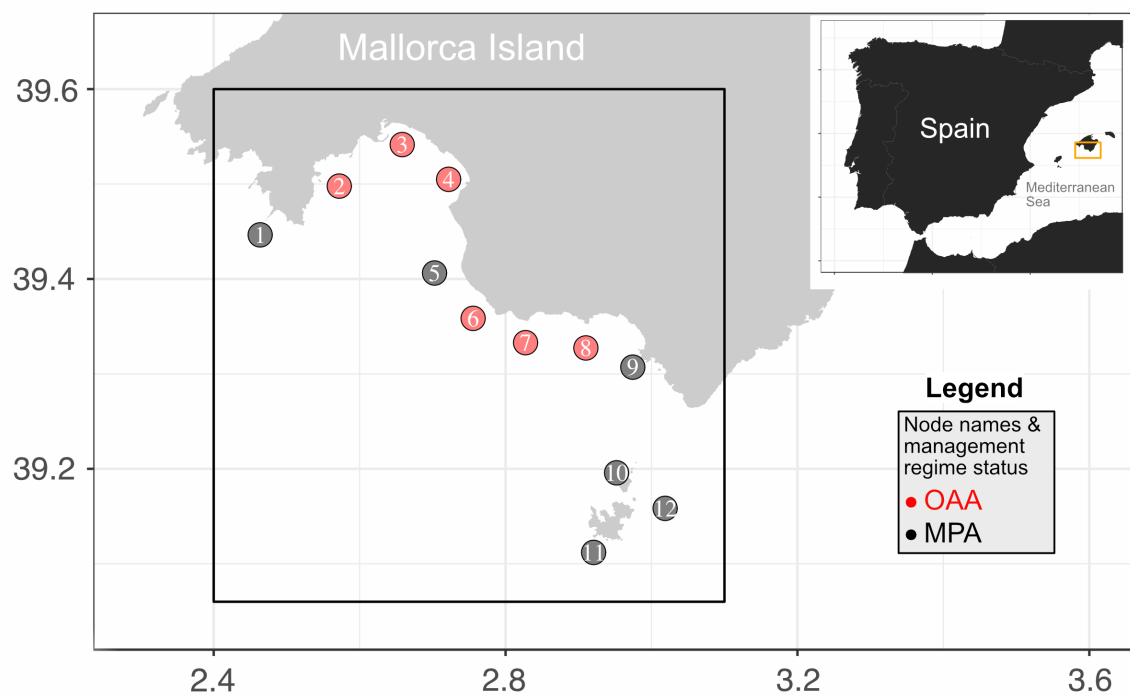 Mallorca Island
39.6
39.4
39.2
2.4
2.8
3.2
3.6
1
2
3
4
5
6
7
8
9
10
11
12
Spain
Mediterranean
Sea
Legend
Node names &
management
regime status
OAA
MPA